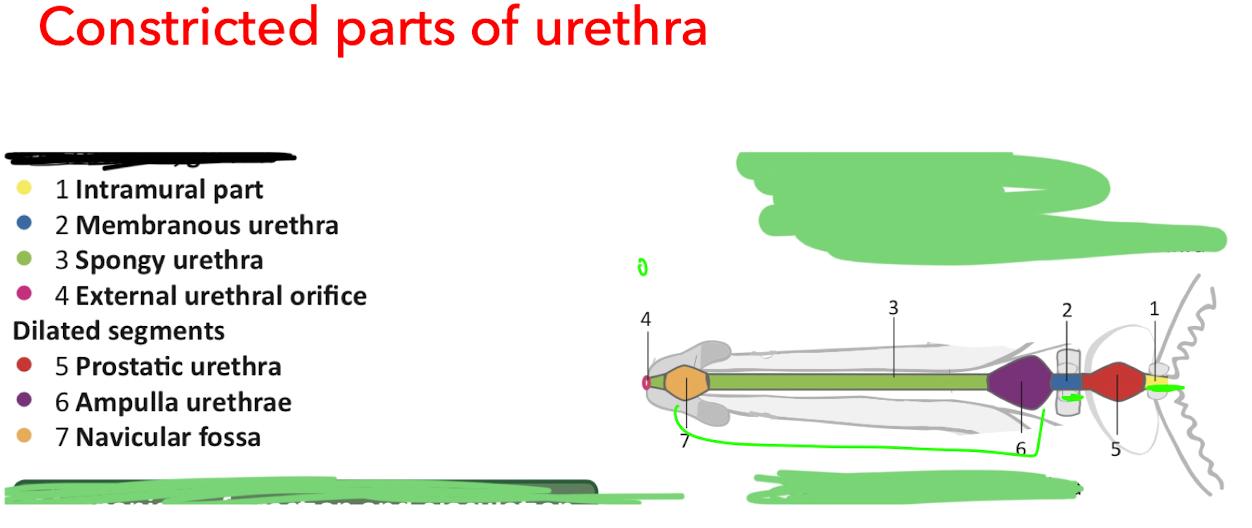 Constricted parts of urethra
1 Intramural part
2 Membranous urethra
3 Spongy urethra
4 External urethral orifice
Dilated segments
5 Prostatic urethra
6 Ampulla urethrae
7 Navicular fossa
4
3
2
1
7
6
5